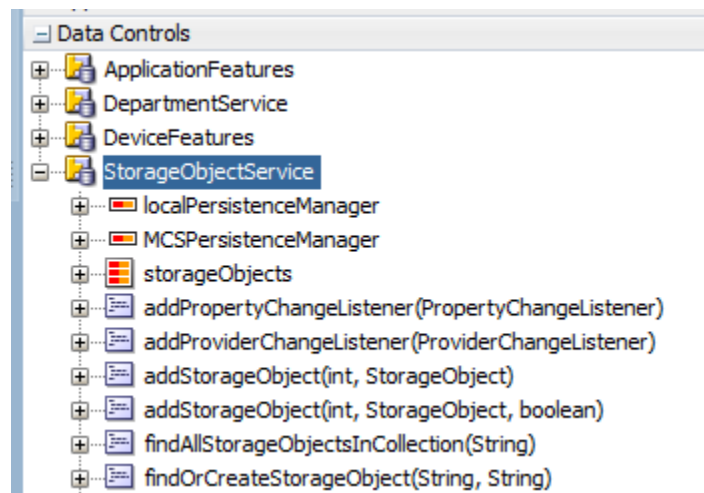 Data Controls
ApplicationFeatures
DepartmentService
DeviceFeatures
StorageObjectService
localPersistenceManager
MCSPersistenceManager
storageObjects
addPropertyChangeListener(PropertyChangeListener)
addProviderChangeListener(ProviderChangeListener)
addStorageObject(int, StorageObject)
addStorageObject(int, StorageObject, boolean)
findAllStorageObjectsInCollection(String)
findOrCreateStorageObject(String, String)